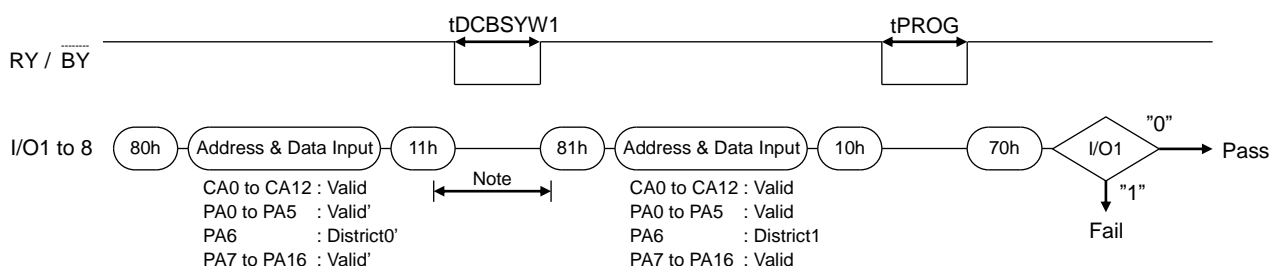 tDCBSYW1
tPROG
RY / BY
I/O1 to 8
80h
Address & Data Input
11h
81h
Address & Data Input
10h
70h
I/O1
”0”
Pass
”1”
Fail
Note
CA0 to CA12 : Valid
PA0 to PA5 : Valid’
PA6 : District0’
PA7 to PA16 : Valid’
CA0 to CA12 : Valid
PA0 to PA5 : Valid
PA6 : District1
PA7 to PA16 : Valid